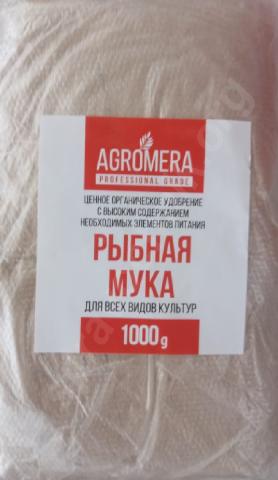 AGROMERA
PROFESSIONAL GRADE
ЦЕННОЕ ОРГАНИЧЕСКОЕ УДОБРЕНИЕ
С ВЫСОКИМ СОДЕРЖАНИЕМ
НЕОБХОДИМЫХ ЭЛЕМЕНТОВ ПИТАНИЯ
РЫБНАЯ
МУКА
ДЛЯ ВСЕХ ВИДОВ КУЛЬТУР
1000g